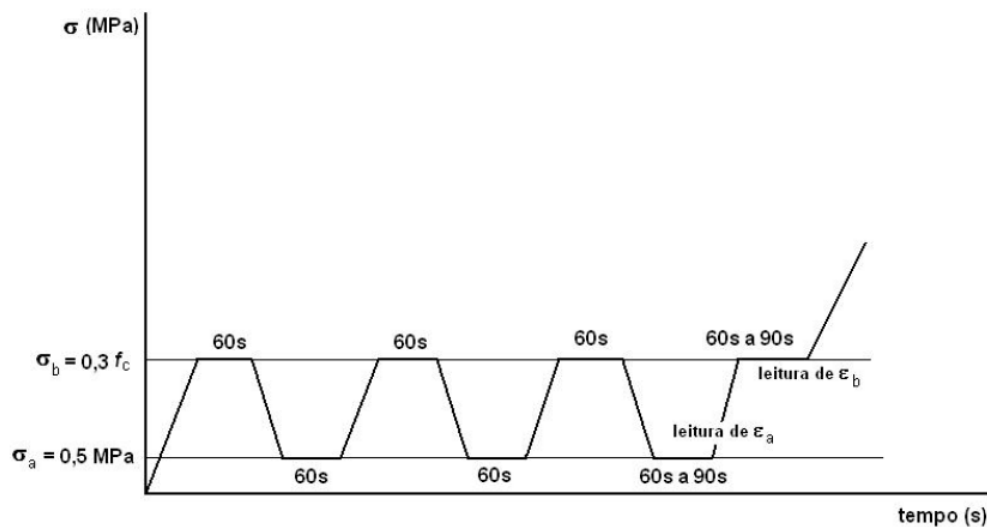 σ (MPa)
60s
60s
60s
60s a 90s
σb = 0,3 fc
leitura de εb
leitura de εa
σa = 0,5 MPa
60s
60s
60s a 90s
tempo (s)